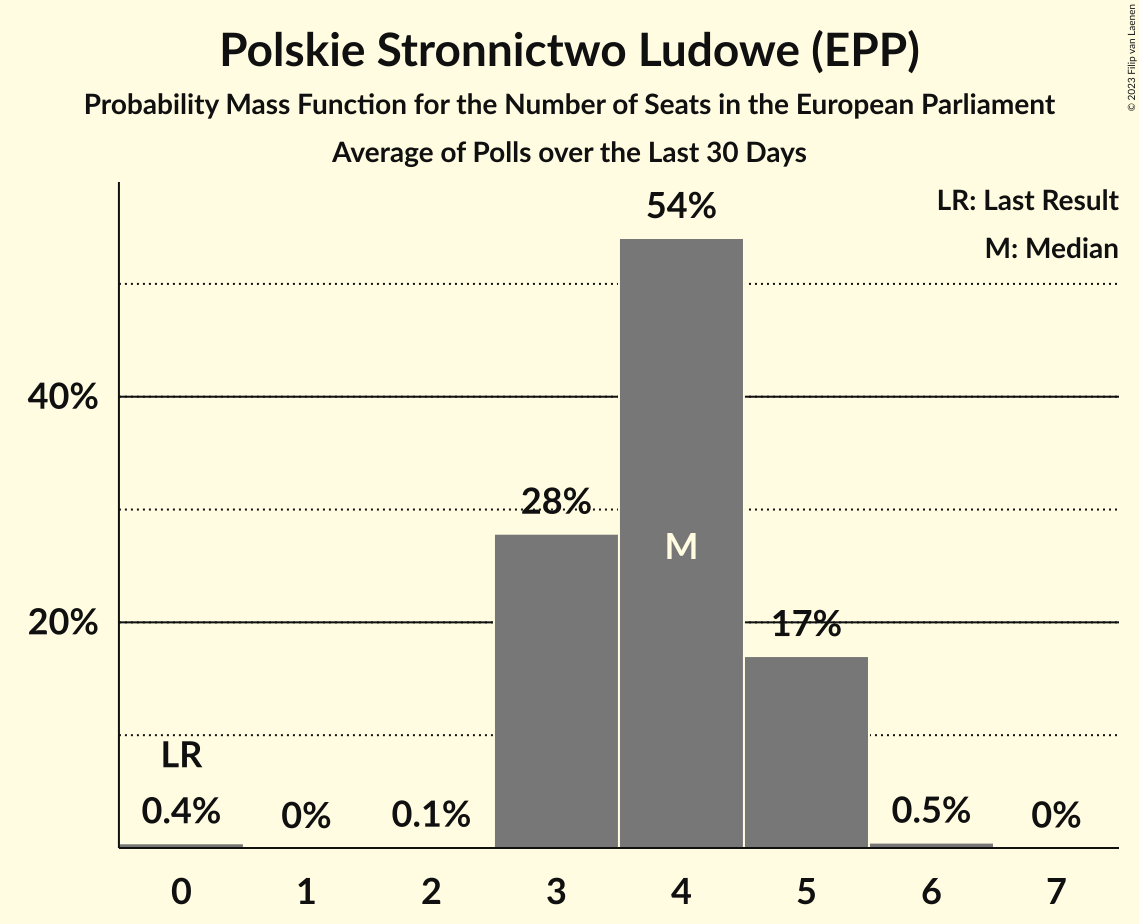 Polskie Stronnictwo Ludowe (EPP)
Probability Mass Function for the Number of Seats in the European Parliament
Average of Polls over the Last 30 Days
© 2023 Filip van Laenen
LR: Last Result
M: Median
54%
40%
28%
M
20%
17%
LR
0.4%
0%
0.1%
0.5%
0%
0 1 2 3 4 5 6 7